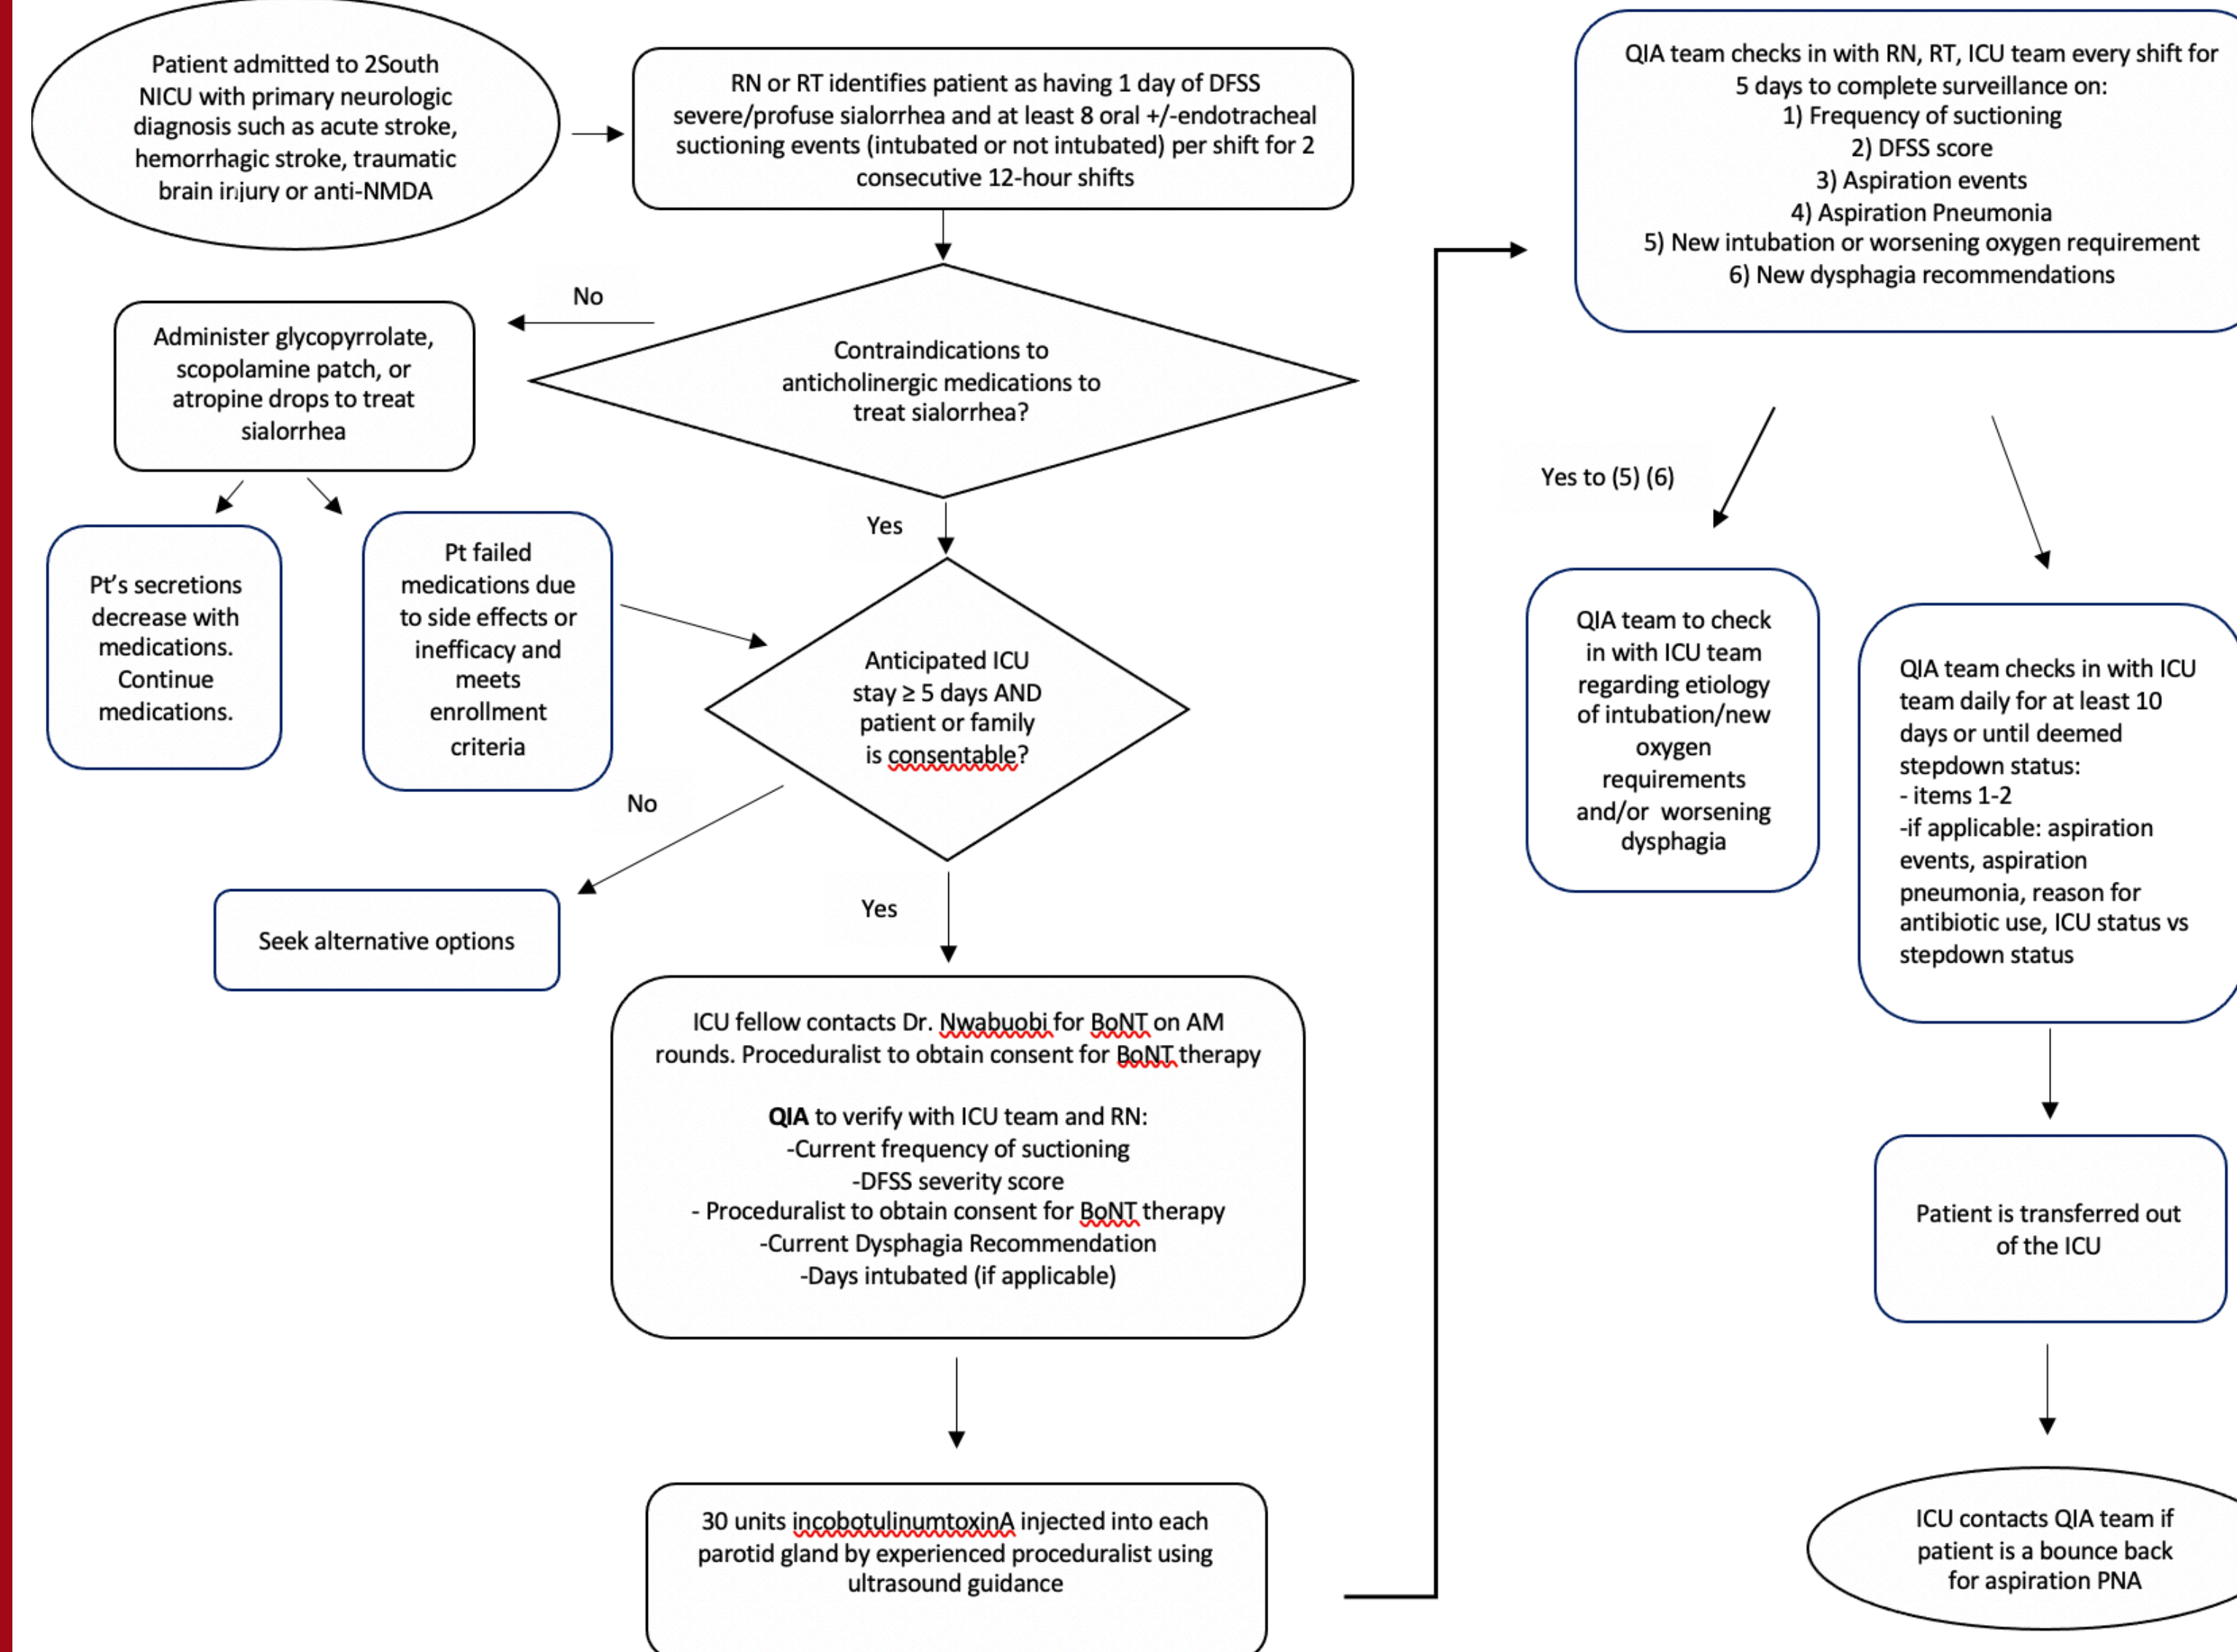 Patient admitted to 2South
NICU with primary neurologic
diagnosis such as acute stroke,
hemorrhagic stroke, traumatic
brain injury or anti-NMDA
RN or RT identifies patient as having 1 day of DFSS
severe/profuse sialorrhea and at least 8 oral +/-endotracheal
suctioning events (intubated or not intubated) per shift for 2
consecutive 12-hour shifts
No
Contraindications to
anticholinergic medications to
treat sialorrhea?
Administer glycopyrrolate,
scopolamine patch, or
atropine drops to treat
sialorrhea
Pt's secretions
decrease with
medications.
Continue
medications.
Pt failed
medications due
to side effects or
inefficacy and
meets
enrollment
criteria
Yes
Anticipated ICU
stay ≥ 5 days AND
patient or family
is consentable?
No
Seek alternative options
Yes
ICU fellow contacts Dr. Nwabuobi for BoNT on AM
rounds. Proceduralist to obtain consent for BoNT therapy
QIA to verify with ICU team and RN:
-Current frequency of suctioning
-DFSS severity score
- Proceduralist to obtain consent for BoNT therapy
-Current Dysphagia Recommendation
-Days intubated (if applicable)
30 units incobotulinumtoxinA injected into each
parotid gland by experienced proceduralist using
ultrasound guidance
QIA team checks in with RN, RT, ICU team every shift for
5 days to complete surveillance on:
1) Frequency of suctioning
2) DFSS score
3) Aspiration events
4) Aspiration Pneumonia
5) New intubation or worsening oxygen requirement
6) New dysphagia recommendations
Yes to (5) (6)
QIA team to check
in with ICU team
regarding etiology
of intubation/new
oxygen
requirements
and/or worsening
dysphagia
QIA team checks in with ICU
team daily for at least 10
days or until deemed
stepdown status:
- items 1-2
-if applicable: aspiration
events, aspiration
pneumonia, reason for
antibiotic use, ICU status vs
stepdown status
Patient is transferred out
of the ICU
ICU contacts QIA team if
patient is a bounce back
for aspiration PNA